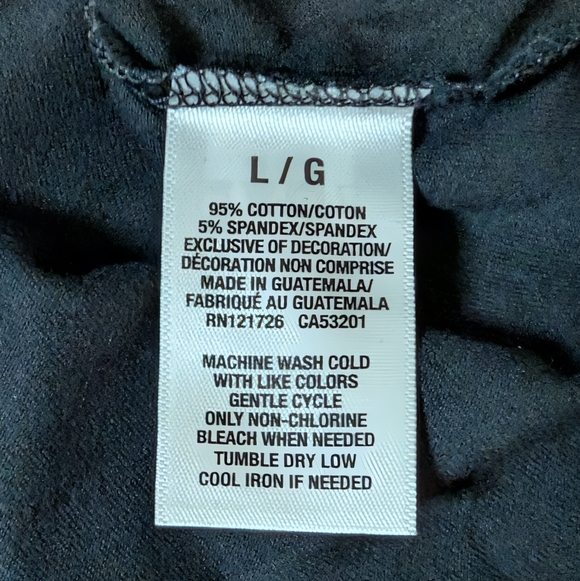 L / G
95% COTTON/COTON
5% SPANDEX/SPANDEX
EXCLUSIVE OF DECORATION/
DÉCORATION NON COMPRISE
MADE IN GUATEMALA/
FABRIQUÉ AU GUATEMALA
RN121726 CA53201
MACHINE WASH COLD
WITH LIKE COLORS
GENTLE CYCLE
ONLY NON-CHLORINE
BLEACH WHEN NEEDED
TUMBLE DRY LOW
COOL IRON IF NEEDED